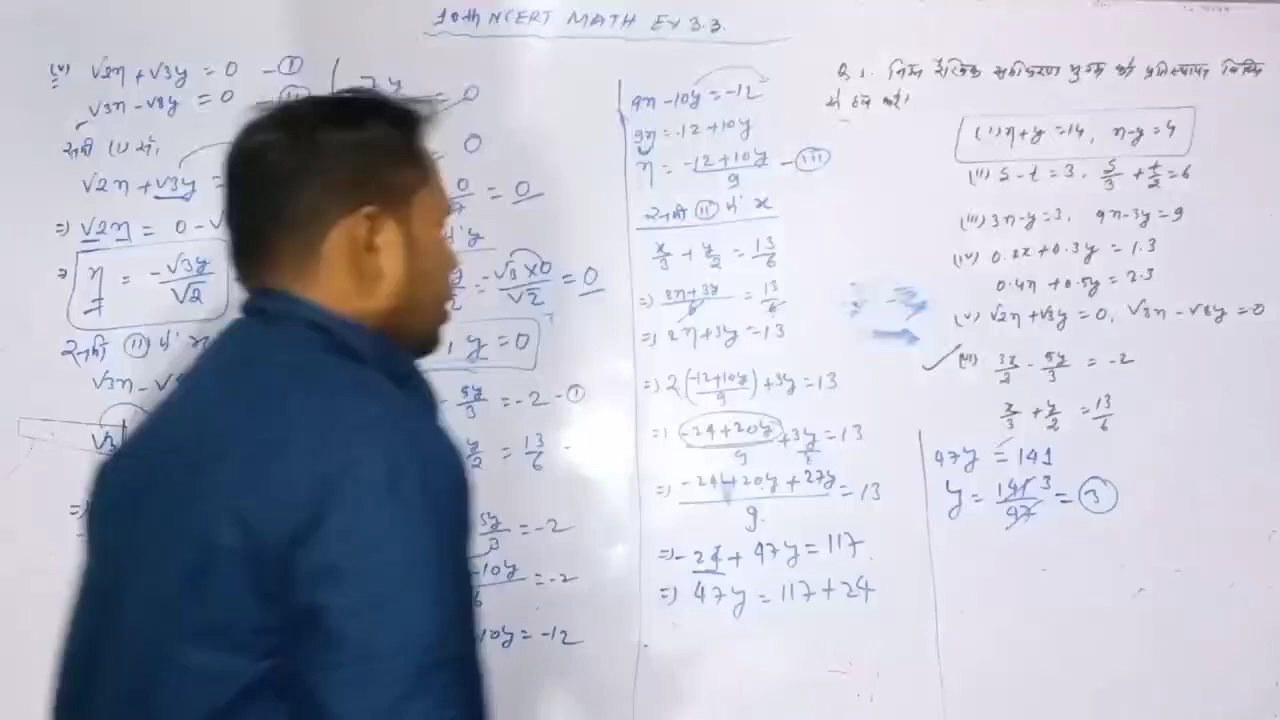 10th NCERT MATH EX 3.3.
(v) √2x + √3y = 0 - (i)
√3x - √8y = 0
√2x + √3y =
=) √2x = 0 - √
x = -√3y/√2
√3x - √8
= 0
= 0
0/ = 0
-√3 x 0/√2 = 0
, y = 0
5y/3 = -2 - (i)
y/2 = 13/6
5y/3 = -2
-10y/6 = -2
10y = -12
9x - 10y = -12
9x = -12 + 10y
x = -12 + 10y/9 - (iii)
समी (ii) में x
x/3 + y/2 = 13/6
=) 2x + 3y/6 = 13/6
=) 2x + 3y = 13
=) 2(-12 + 10y/9) + 3y = 13
=) -24 + 20y/9 + 3y/1 = 13
=) -24 + 20y + 27y/9 = 13
=) -24 + 47y = 117
=) 47y = 117 + 24
Q 1. निम्न रैखिक समीकरण युग्म को प्रतिस्थापन विधि
से हल करें।
(i) x + y = 14, x - y = 4
(ii) s - t = 3, s/3 + t/2 = 6
(iii) 3x - y = 3, 9x - 3y = 9
(iv) 0.2x + 0.3y = 1.3
0.4x + 0.5y = 2.3
(v) √2x + √3y = 0, √3x - √8y = 0
(vi) 3x/2 - 5y/3 = -2
x/3 + y/2 = 13/6
47y = 141
y = 141/47 3 = 3